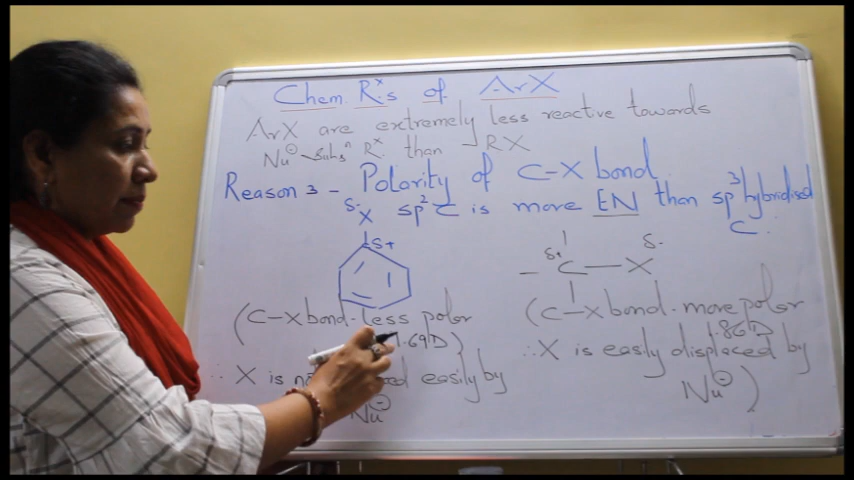 Chem. Rˣs of ArX
ArX are extremely less reactive towards
Nu⊖ Subsⁿ Rˣ. than RX
Reason 3 - Polarity of C-X bond
sp² C is more EN than sp³ hybridised
C.
δ-
X
δ+
δ+
C
X
δ-
(C-X bond less polar
1.69D)
∴ X is easily by
Nu⊖
(C-X bond more polar
1.86D
∴ X is easily displaced by
Nu⊖)